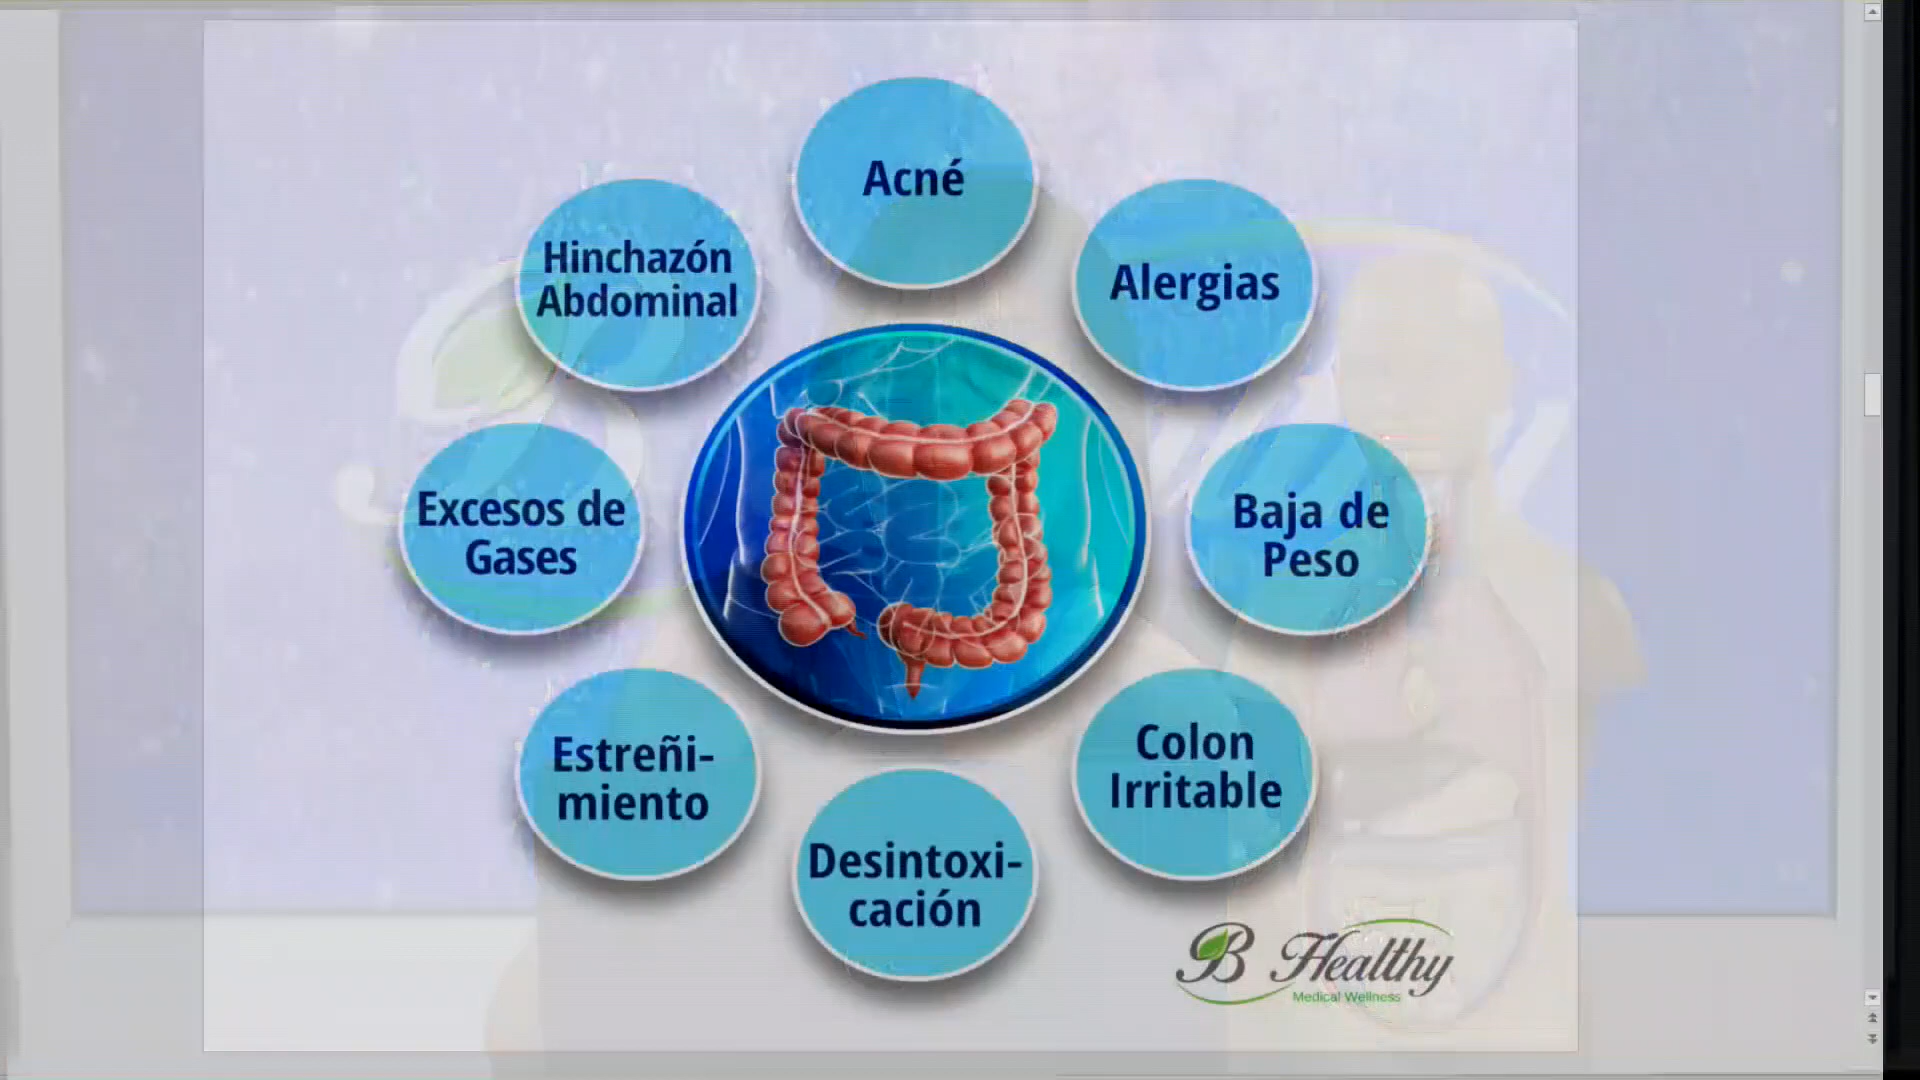 Acné
Hinchazón
Abdominal
Alergias
Excesos de
Gases
Baja de
Peso
Estreñi-
miento
Colon
Irritable
Desintoxi-
cación
B Healthy
Medical Wellness